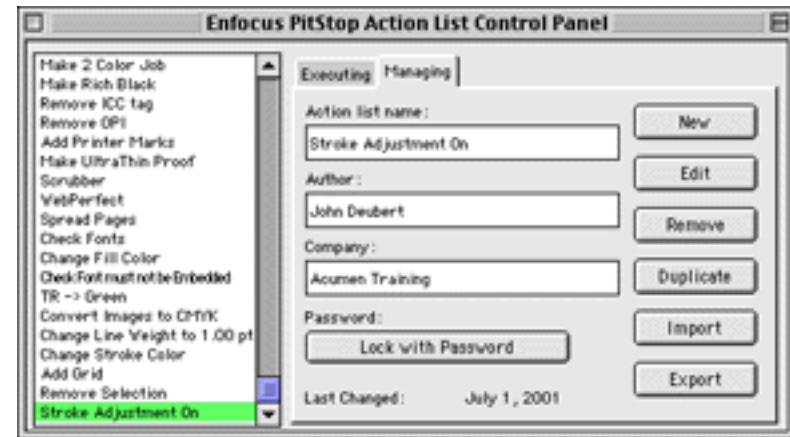 Enfocus PitStop Action List Control Panel
Make 2 Color Job
Make Rich Black
Remove ICC tag
Remove OPI
Add Printer Marks
Make UltraThin Proof
Scrubber
WebPerfect
Spread Pages
Check Fonts
Change Fill Color
Check Font must not be Embedded
TR -> Green
Convert Images to CMYK
Change Line Weight to 1.00 pt
Change Stroke Color
Add Grid
Remove Selection
Stroke Adjustment On
Executing Managing
Action list name:
Stroke Adjustment On
Author:
John Deubert
Company:
Acumen Training
Password:
Lock with Password
Last Changed: July 1, 2001
New
Edit
Remove
Duplicate
Import
Export